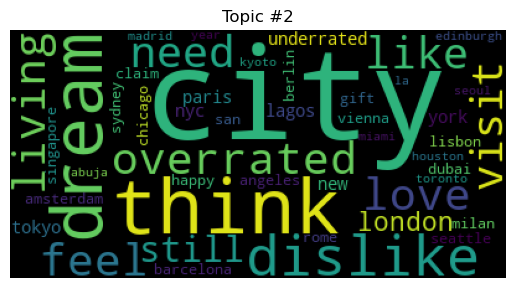 Topic #2
madrid
year
edinburgh
living
dream
need
city
underrated
like
claim
kyoto
la
seoul
sydney
chicago
paris
berlin
gift
visit
singapore
nyc
lagos
san
vienna
york
miami
lisbon
houston
abuja
overrated
dubai
toronto
happy
angeles
new
love
amsterdam
think
london
milan
tokyo
still
rome
seattle
feel
barcelona
dislike